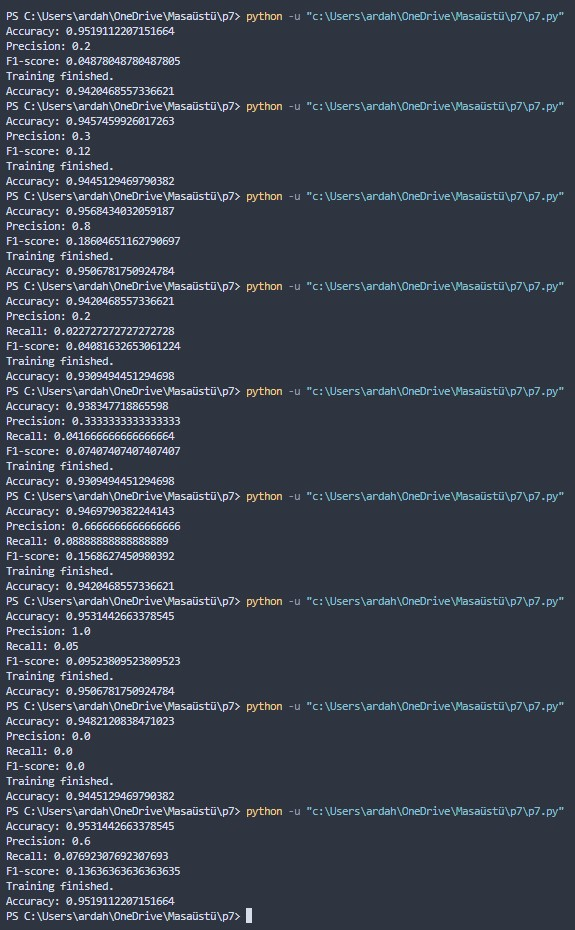 PS C:\Users\ardah\OneDrive\Masaüstü\p7> python -u "c:\Users\ardah\OneDrive\Masaüstü\p7\p7.py"
Accuracy: 0.9519112207151664
Precision: 0.2
F1-score: 0.04878048780487805
Training finished.
Accuracy: 0.9420468557336621
PS C:\Users\ardah\OneDrive\Masaüstü\p7> python -u "c:\Users\ardah\OneDrive\Masaüstü\p7\p7.py"
Accuracy: 0.9457459926017263
Precision: 0.3
F1-score: 0.12
Training finished.
Accuracy: 0.9445129469790382
PS C:\Users\ardah\OneDrive\Masaüstü\p7> python -u "c:\Users\ardah\OneDrive\Masaüstü\p7\p7.py"
Accuracy: 0.9568434032059187
Precision: 0.8
F1-score: 0.18604651162790697
Training finished.
Accuracy: 0.9506781750924784
PS C:\Users\ardah\OneDrive\Masaüstü\p7> python -u "c:\Users\ardah\OneDrive\Masaüstü\p7\p7.py"
Accuracy: 0.9420468557336621
Precision: 0.2
Recall: 0.022727272727272728
F1-score: 0.04081632653061224
Training finished.
Accuracy: 0.9309494451294698
PS C:\Users\ardah\OneDrive\Masaüstü\p7> python -u "c:\Users\ardah\OneDrive\Masaüstü\p7\p7.py"
Accuracy: 0.938347718865598
Precision: 0.3333333333333333
Recall: 0.041666666666666664
F1-score: 0.07407407407407407
Training finished.
Accuracy: 0.9309494451294698
PS C:\Users\ardah\OneDrive\Masaüstü\p7> python -u "c:\Users\ardah\OneDrive\Masaüstü\p7\p7.py"
Accuracy: 0.9469790382244143
Precision: 0.6666666666666666
Recall: 0.08888888888888889
F1-score: 0.1568627450980392
Training finished.
Accuracy: 0.9420468557336621
PS C:\Users\ardah\OneDrive\Masaüstü\p7> python -u "c:\Users\ardah\OneDrive\Masaüstü\p7\p7.py"
Accuracy: 0.9531442663378545
Precision: 1.0
Recall: 0.05
F1-score: 0.09523809523809523
Training finished.
Accuracy: 0.9506781750924784
PS C:\Users\ardah\OneDrive\Masaüstü\p7> python -u "c:\Users\ardah\OneDrive\Masaüstü\p7\p7.py"
Accuracy: 0.9482120838471023
Precision: 0.0
Recall: 0.0
F1-score: 0.0
Training finished.
Accuracy: 0.9445129469790382
PS C:\Users\ardah\OneDrive\Masaüstü\p7> python -u "c:\Users\ardah\OneDrive\Masaüstü\p7\p7.py"
Accuracy: 0.9531442663378545
Precision: 0.6
Recall: 0.07692307692307693
F1-score: 0.13636363636363635
Training finished.
Accuracy: 0.9519112207151664
PS C:\Users\ardah\OneDrive\Masaüstü\p7>